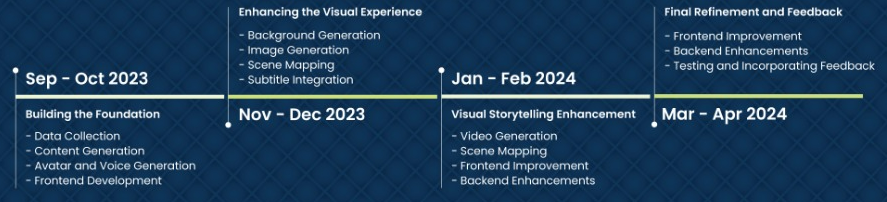 Sep - Oct 2023
Building the Foundation
- Data Collection
- Content Generation
- Avatar and Voice Generation
- Frontend Development
Enhancing the Visual Experience
- Background Generation
- Image Generation
- Scene Mapping
- Subtitle Integration
Nov - Dec 2023
Jan - Feb 2024
Visual Storytelling Enhancement
- Video Generation
- Scene Mapping
- Frontend Improvement
- Backend Enhancements
Final Refinement and Feedback
- Frontend Improvement
- Backend Enhancements
- Testing and Incorporating Feedback
Mar - Apr 2024